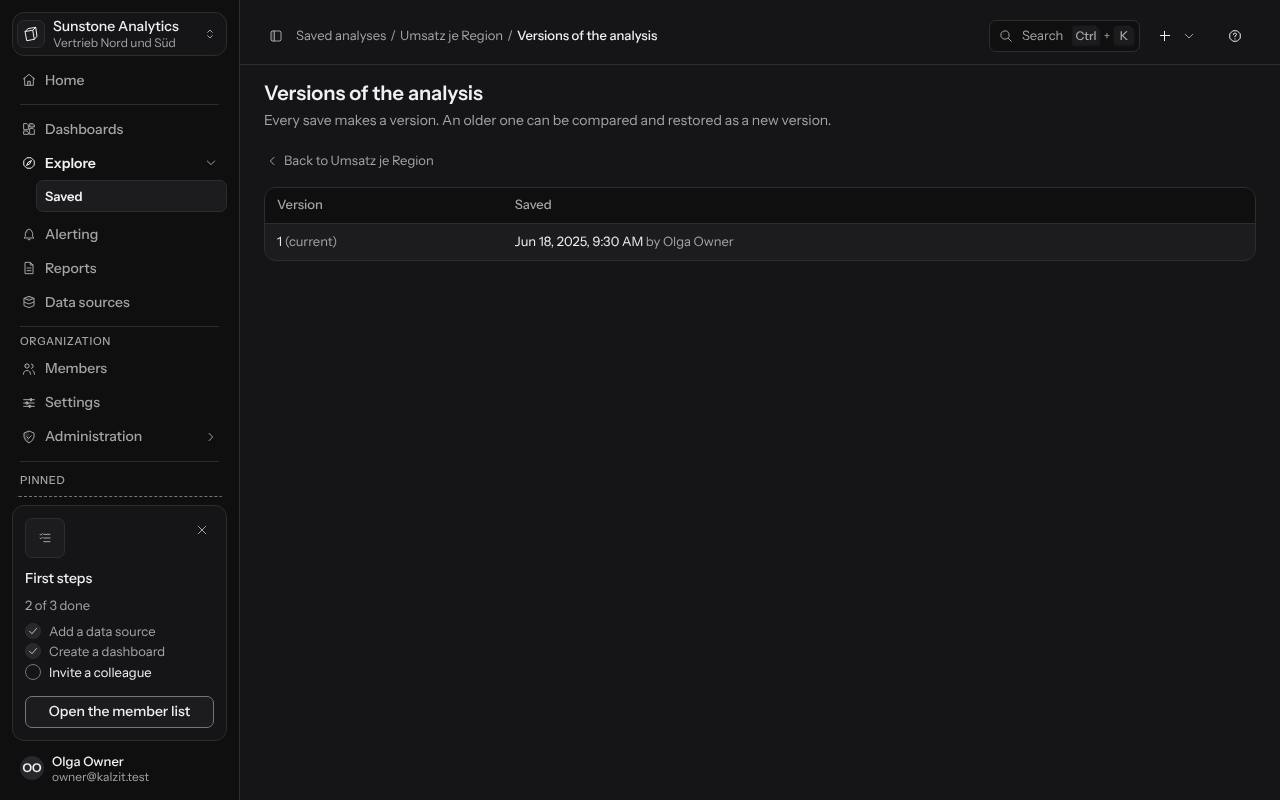 Sunstone Analytics
Vertrieb Nord und Süd
Home
Dashboards
Explore
Saved
Alerting
Reports
Data sources
ORGANIZATION
Members
Settings
Administration
PINNED
First steps
2 of 3 done
Add a data source
Create a dashboard
Invite a colleague
Open the member list
OO
Olga Owner
owner@kalzit.test
Saved analyses / Umsatz je Region / Versions of the analysis
Search Ctrl + K
Versions of the analysis
Every save makes a version. An older one can be compared and restored as a new version.
Back to Umsatz je Region
Version Saved
1 (current) Jun 18, 2025, 9:30 AM by Olga Owner